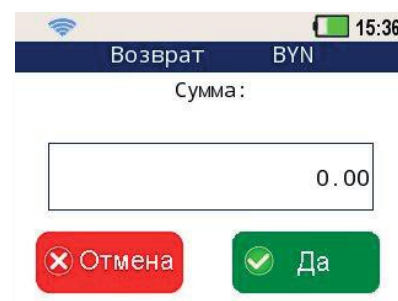 15:36
Возврат BYN
Сумма:
0.00
Отмена Да